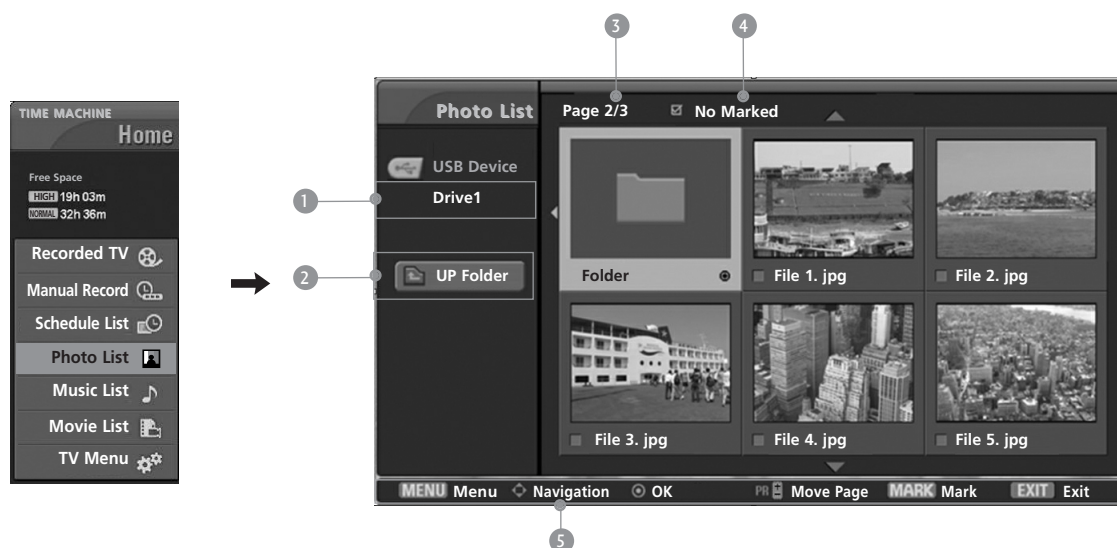 3 4
TIME MACHINE
Home
Free Space
HIGH 19h 03m
NORMAL 32h 36m
Recorded TV
Manual Record
Schedule List
Photo List
Music List
Movie List
TV Menu
Photo List
Page 2/3 No Marked
USB Device
1 Drive1
2 UP Folder
Folder File 1. jpg File 2. jpg
File 3. jpg File 4. jpg File 5. jpg
MENU Menu Navigation OK PR Move Page MARK Mark EXIT Exit
5